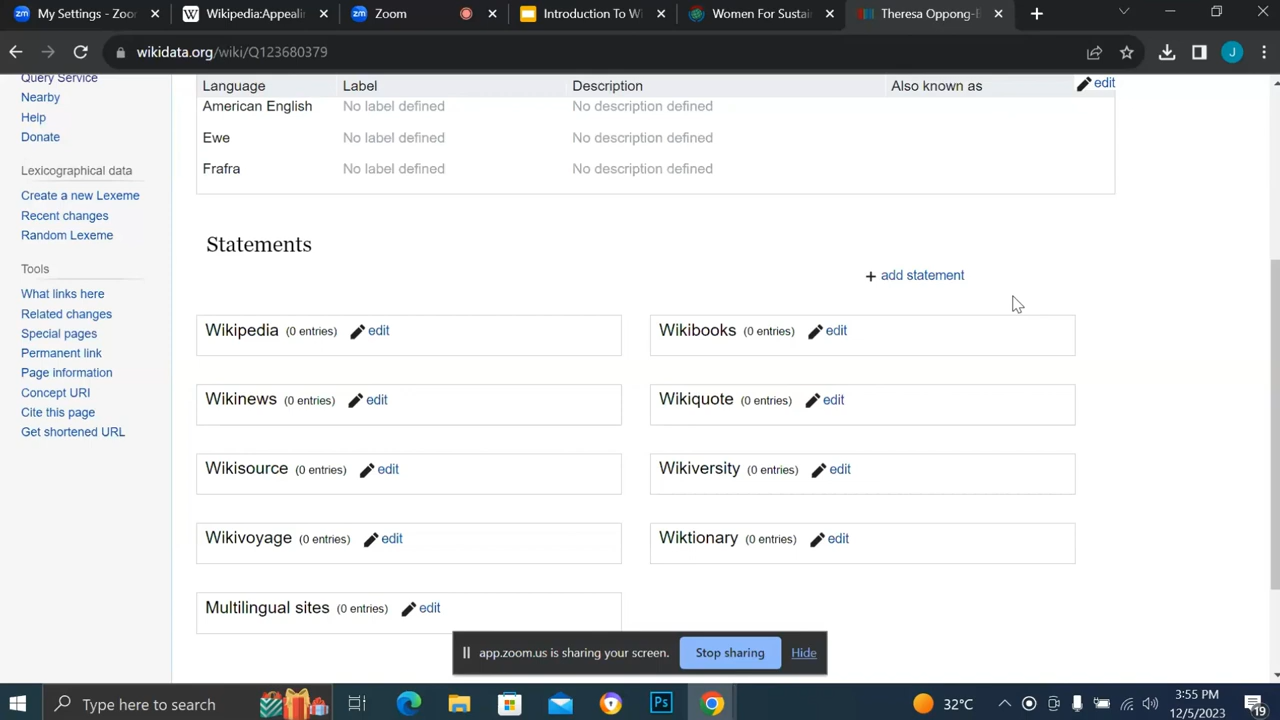 My Settings - Zoo
Wikipedia:Appeali
Zoom
Introduction To Wi
Women For Sustai
Theresa Oppong-
wikidata.org/wiki/Q123680379
J
Query Service
Nearby
Help
Donate
Lexicographical data
Create a new Lexeme
Recent changes
Random Lexeme
Tools
What links here
Related changes
Special pages
Permanent link
Page information
Concept URI
Cite this page
Get shortened URL
Language Label Description Also known as edit
American English No label defined No description defined
Ewe No label defined No description defined
Frafra No label defined No description defined
Statements
+ add statement
Wikipedia (0 entries) edit
Wikibooks (0 entries) edit
Wikinews (0 entries) edit
Wikiquote (0 entries) edit
Wikisource (0 entries) edit
Wikiversity (0 entries) edit
Wikivoyage (0 entries) edit
Wiktionary (0 entries) edit
Multilingual sites (0 entries) edit
app.zoom.us is sharing your screen. Stop sharing Hide
Type here to search
Ps
32°C
3:55 PM
12/5/2023
19